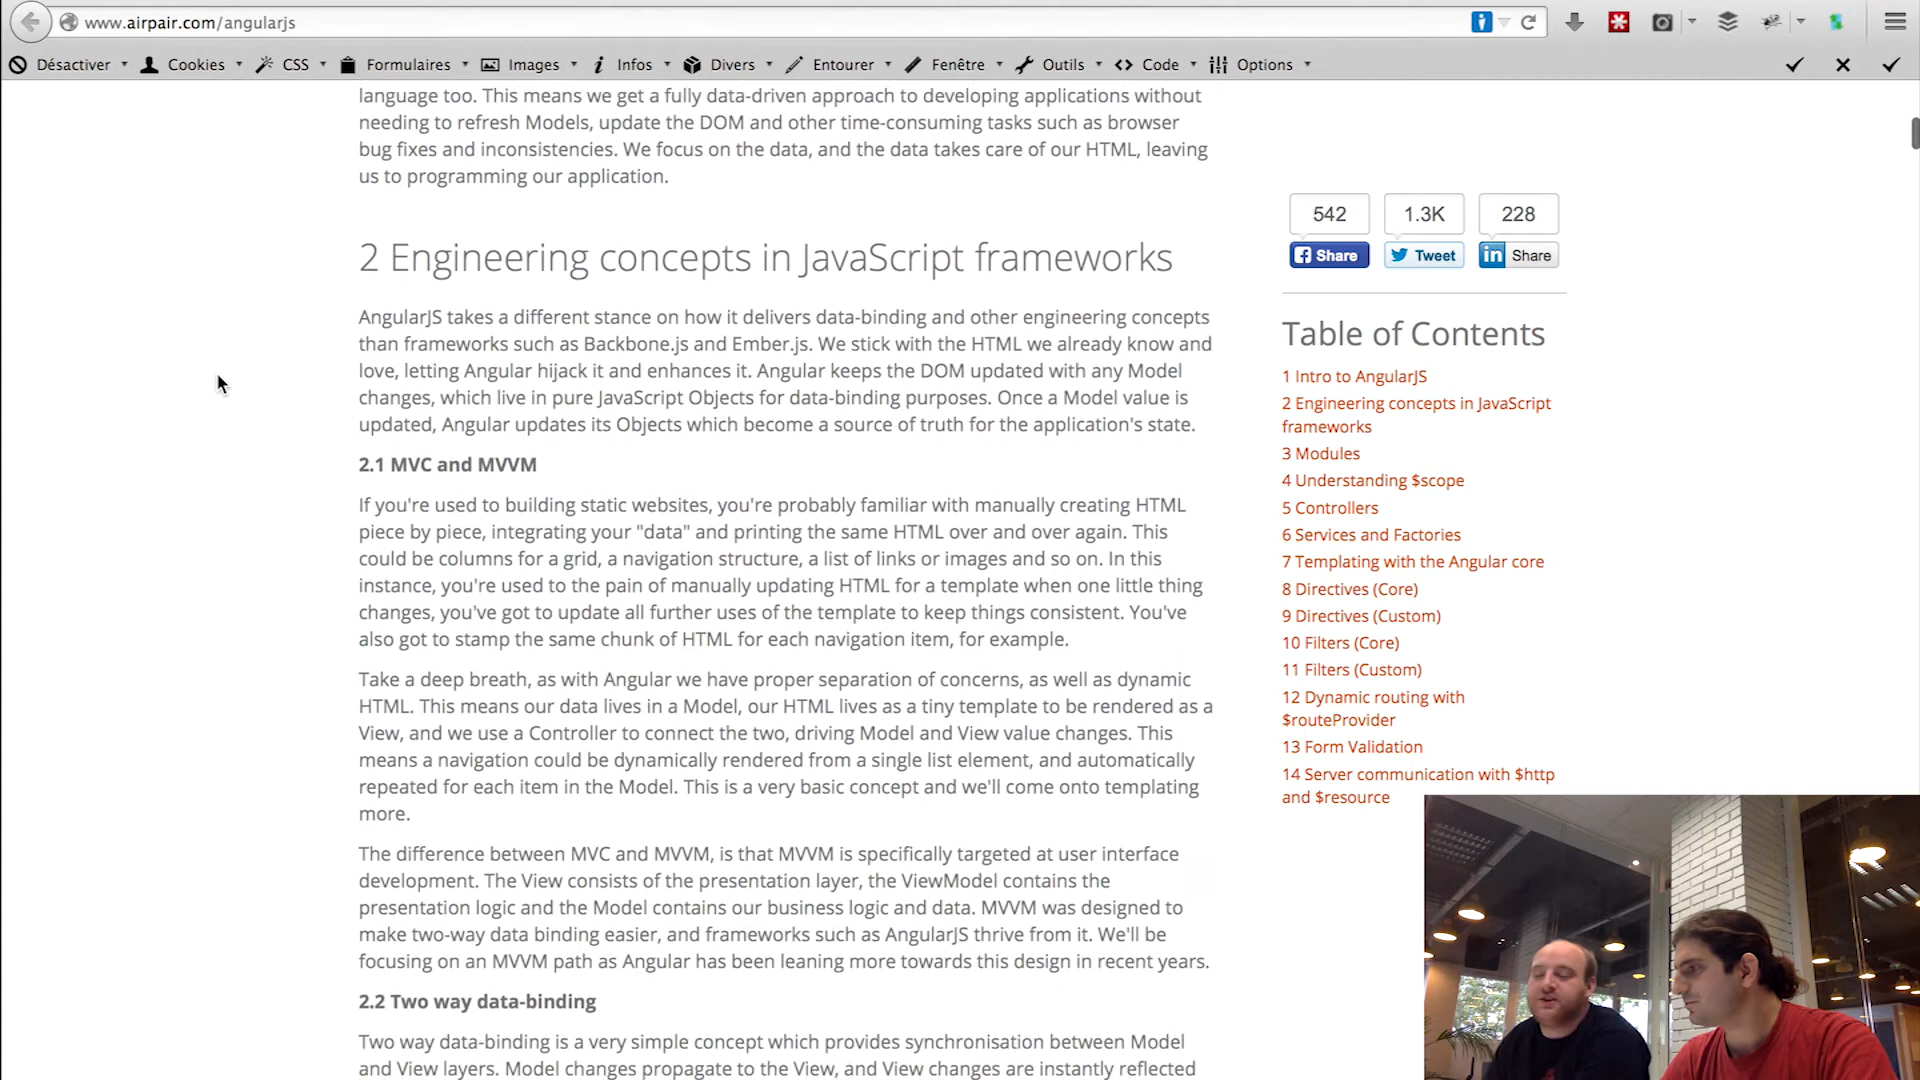 www.airpair.com/angularjs
Désactiver Cookies CSS Formulaires Images Infos Divers Entourer Fenêtre Outils Code Options
language too. This means we get a fully data-driven approach to developing applications without
needing to refresh Models, update the DOM and other time-consuming tasks such as browser
bug fixes and inconsistencies. We focus on the data, and the data takes care of our HTML, leaving
us to programming our application.
2 Engineering concepts in JavaScript frameworks
AngularJS takes a different stance on how it delivers data-binding and other engineering concepts
than frameworks such as Backbone.js and Ember.js. We stick with the HTML we already know and
love, letting Angular hijack it and enhances it. Angular keeps the DOM updated with any Model
changes, which live in pure JavaScript Objects for data-binding purposes. Once a Model value is
updated, Angular updates its Objects which become a source of truth for the application's state.
2.1 MVC and MVVM
If you're used to building static websites, you're probably familiar with manually creating HTML
piece by piece, integrating your "data" and printing the same HTML over and over again. This
could be columns for a grid, a navigation structure, a list of links or images and so on. In this
instance, you're used to the pain of manually updating HTML for a template when one little thing
changes, you've got to update all further uses of the template to keep things consistent. You've
also got to stamp the same chunk of HTML for each navigation item, for example.
Take a deep breath, as with Angular we have proper separation of concerns, as well as dynamic
HTML. This means our data lives in a Model, our HTML lives as a tiny template to be rendered as a
View, and we use a Controller to connect the two, driving Model and View value changes. This
means a navigation could be dynamically rendered from a single list element, and automatically
repeated for each item in the Model. This is a very basic concept and we'll come onto templating
more.
The difference between MVC and MVVM, is that MVVM is specifically targeted at user interface
development. The View consists of the presentation layer, the ViewModel contains the
presentation logic and the Model contains our business logic and data. MVVM was designed to
make two-way data binding easier, and frameworks such as AngularJS thrive from it. We'll be
focusing on an MVVM path as Angular has been leaning more towards this design in recent years.
2.2 Two way data-binding
Two way data-binding is a very simple concept which provides synchronisation between Model
and View layers. Model changes propagate to the View, and View changes are instantly reflected
542 1.3K 228
Share Tweet in Share
Table of Contents
1 Intro to AngularJS
2 Engineering concepts in JavaScript
frameworks
3 Modules
4 Understanding $scope
5 Controllers
6 Services and Factories
7 Templating with the Angular core
8 Directives (Core)
9 Directives (Custom)
10 Filters (Core)
11 Filters (Custom)
12 Dynamic routing with
$routeProvider
13 Form Validation
14 Server communication with $http
and $resource